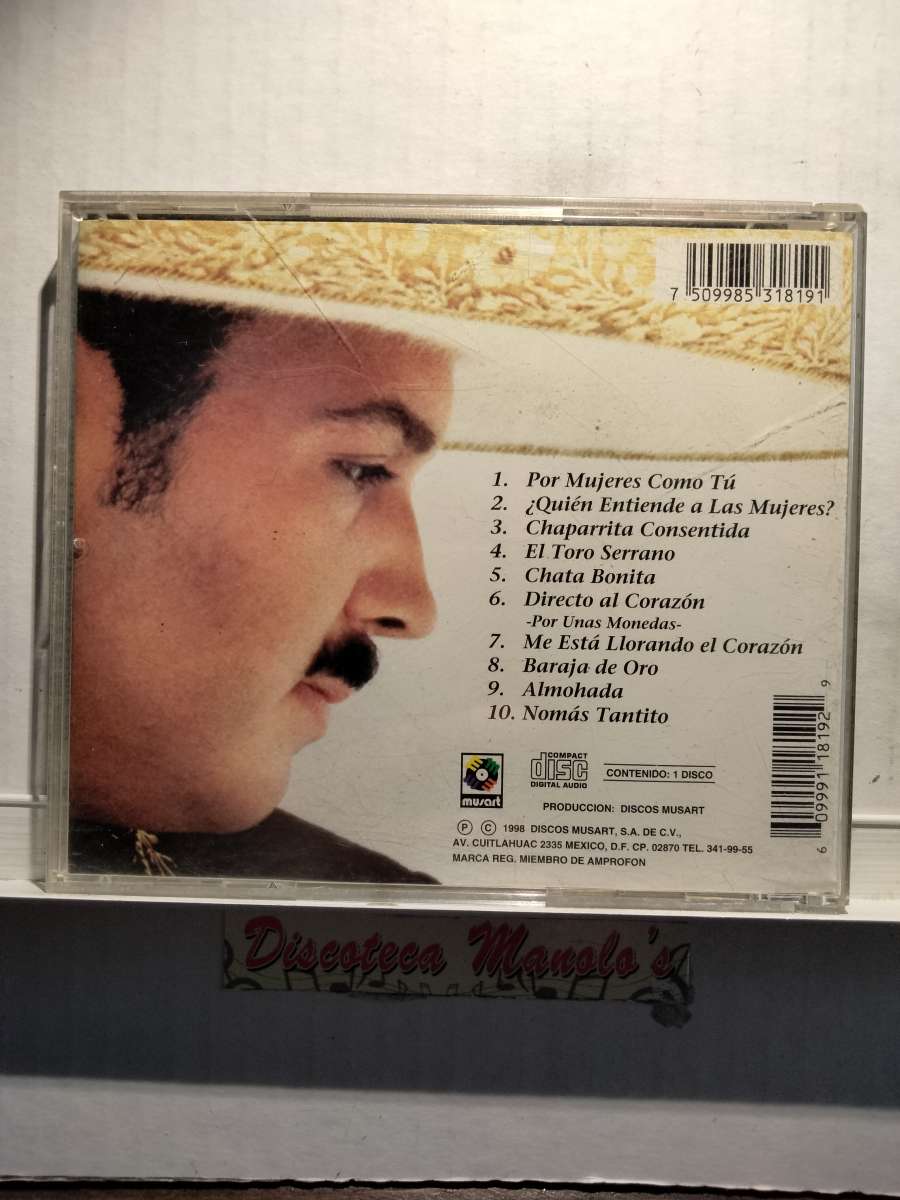 7 509985 318191
1. Por Mujeres Como Tú
2. ¿Quién Entiende a Las Mujeres?
3. Chaparrita Consentida
4. El Toro Serrano
5. Chata Bonita
6. Directo al Corazón
-Por Unas Monedas-
7. Me Está Llorando el Corazón
8. Baraja de Oro
9. Almohada
10. Nomás Tantito
6 09991 18192 9
musart
COMPACT
disc
DIGITAL AUDIO
CONTENIDO: 1 DISCO
PRODUCCION: DISCOS MUSART
Ⓟ © 1998 DISCOS MUSART, S.A. DE C.V.,
AV. CUITLAHUAC 2335 MEXICO, D.F. CP. 02870 TEL. 341-99-55
MARCA REG. MIEMBRO DE AMPROFON
Discoteca Manolo's